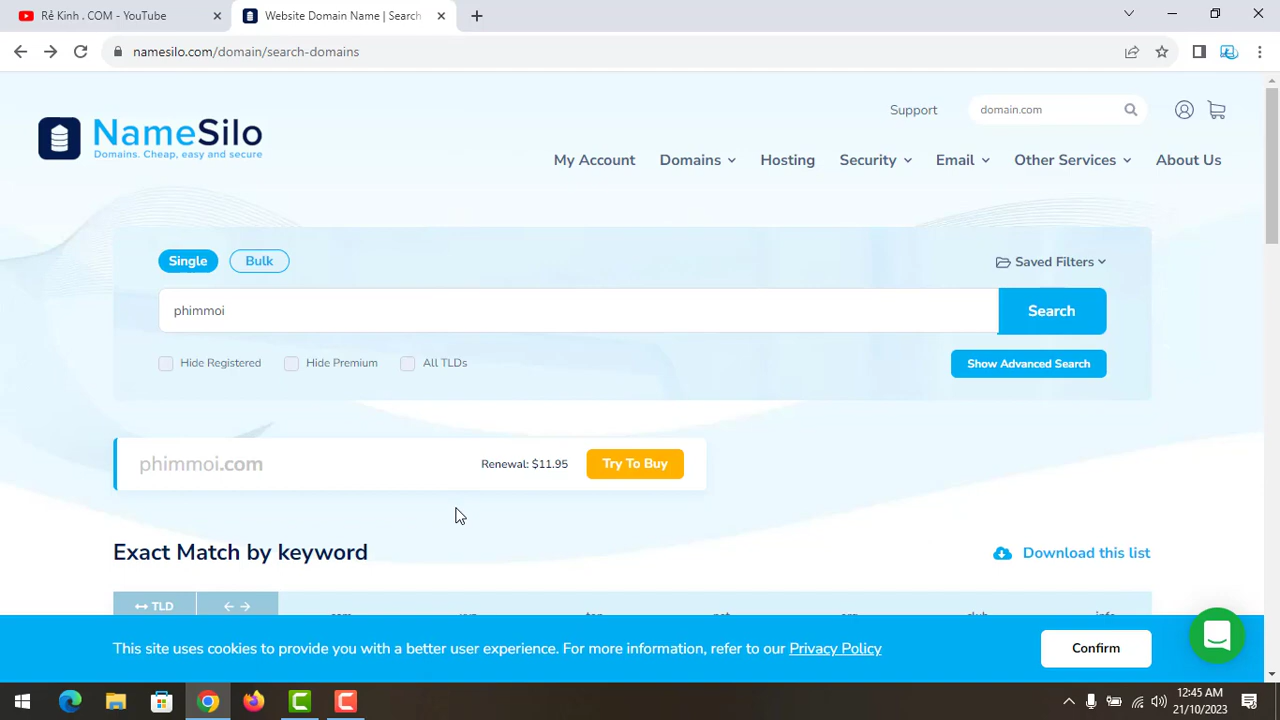 Rẻ Kinh . COM - YouTube
Website Domain Name | Search
namesilo.com/domain/search-domains
Support
domain.com
NameSilo
Domains. Cheap, easy and secure
My Account
Domains
Hosting
Security
Email
Other Services
About Us
Single
Bulk
Saved Filters
phimmoi
Search
Hide Registered
Hide Premium
All TLDs
Show Advanced Search
phimmoi.com
Renewal: $11.95
Try To Buy
Exact Match by keyword
Download this list
TLD
This site uses cookies to provide you with a better user experience. For more information, refer to our Privacy Policy
Confirm
12:45 AM
21/10/2023